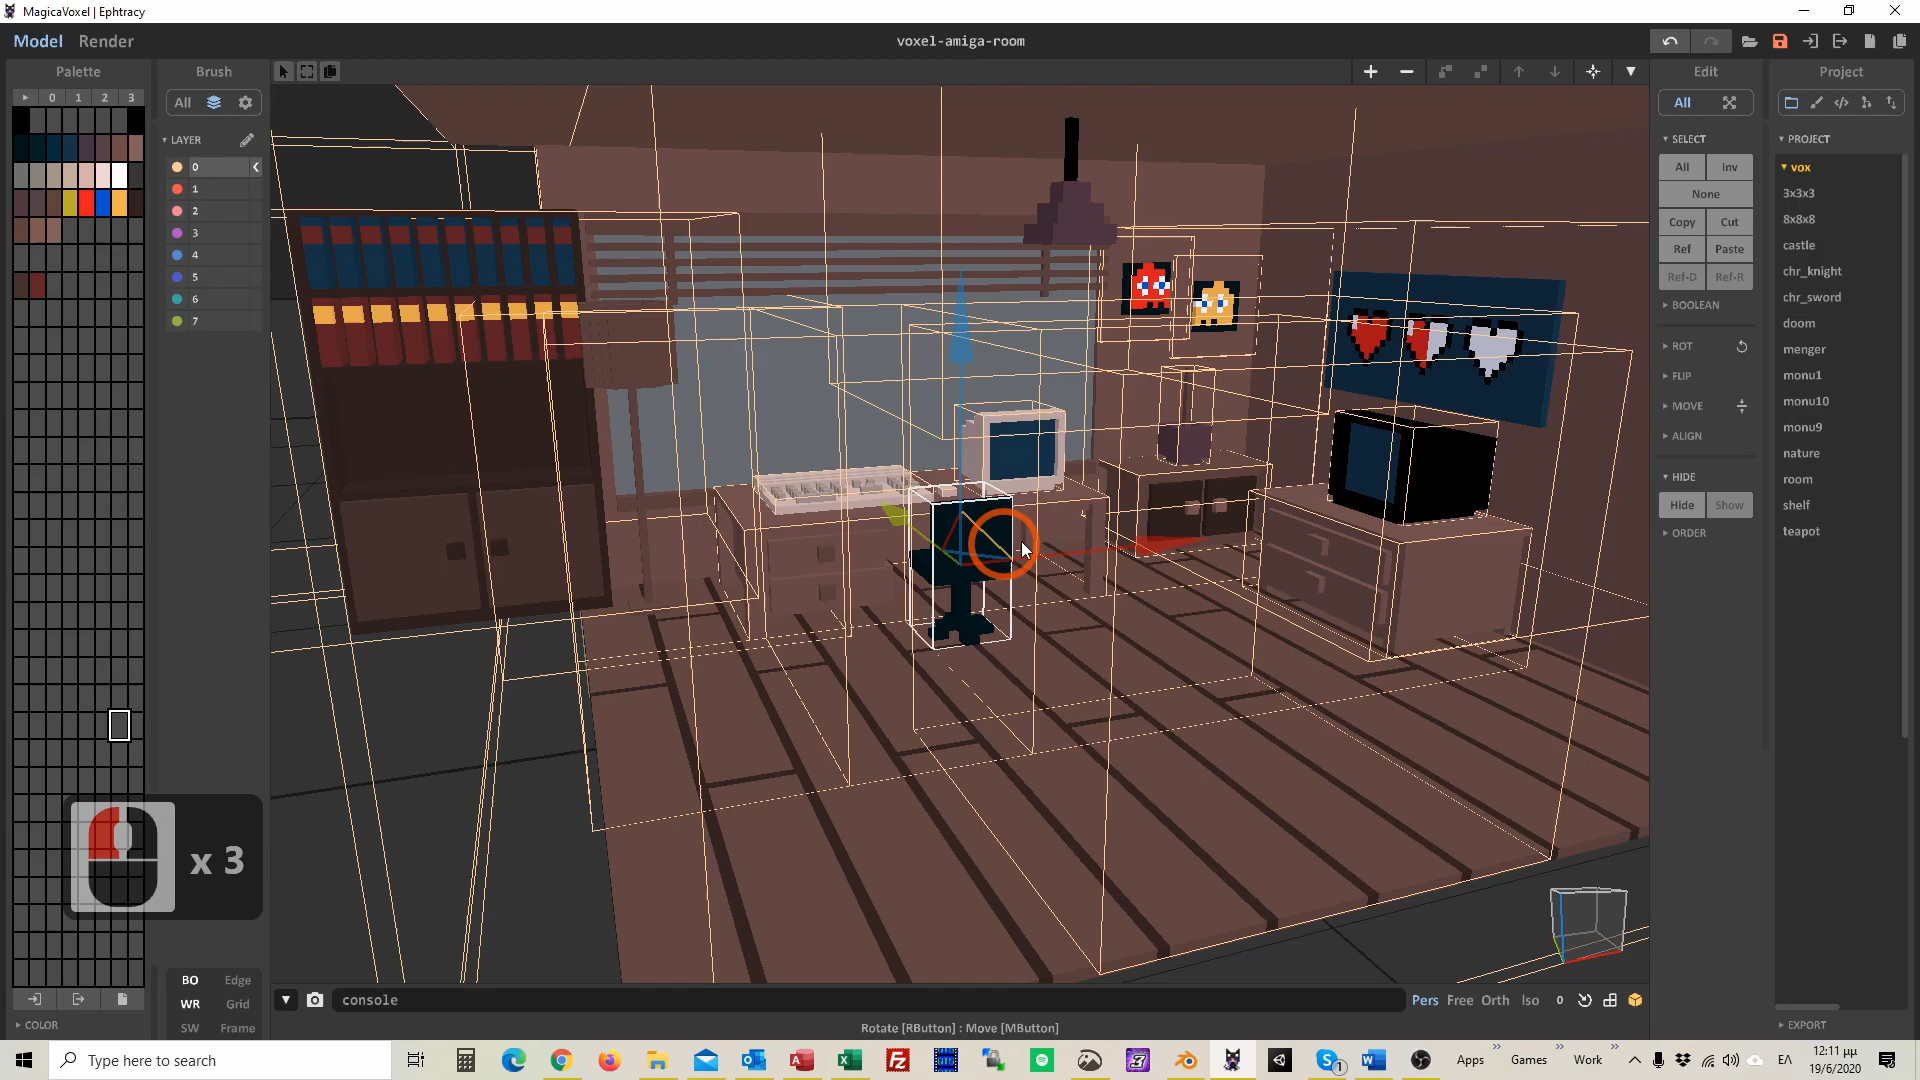 MagicaVoxel | Ephtracy
Model Render
voxel-amiga-room
Palette
Brush
Edit
Project
0 1 2 3
All
All
LAYER
0
1
2
3
4
5
6
7
SELECT
All Inv
None
Copy Cut
Ref Paste
Ref-D Ref-R
BOOLEAN
ROT
FLIP
MOVE
ALIGN
HIDE
Hide Show
ORDER
PROJECT
vox
3x3x3
8x8x8
castle
chr_knight
chr_sword
doom
menger
monu1
monu10
monu9
nature
room
shelf
teapot
x 3
BO Edge
WR Grid
SW Frame
COLOR
console
Pers Free Orth Iso 0
Rotate [RButton] : Move [MButton]
EXPORT
Type here to search
Apps
Games
Work
ΕΛ
12:11 μμ
19/6/2020